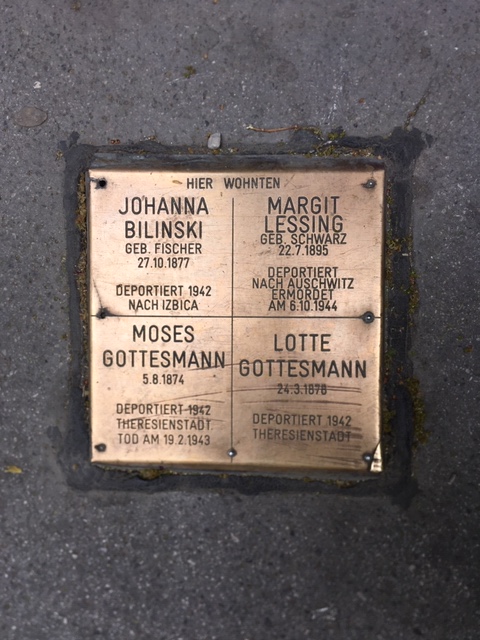 HIER WOHNTEN
JOHANNA
BILINSKI
GEB. FISCHER
27.10.1877
DEPORTIERT 1942
NACH IZBICA
MARGIT
LESSING
GEB. SCHWARZ
22.7.1895
DEPORTIERT
NACH AUSCHWITZ
ERMORDET
AM 6.10.1944
MOSES
GOTTESMANN
5.8.1874
DEPORTIERT 1942
THERESIENSTADT
TOD AM 19.2.1943
LOTTE
GOTTESMANN
24.3.1878
DEPORTIERT 1942
THERESIENSTADT